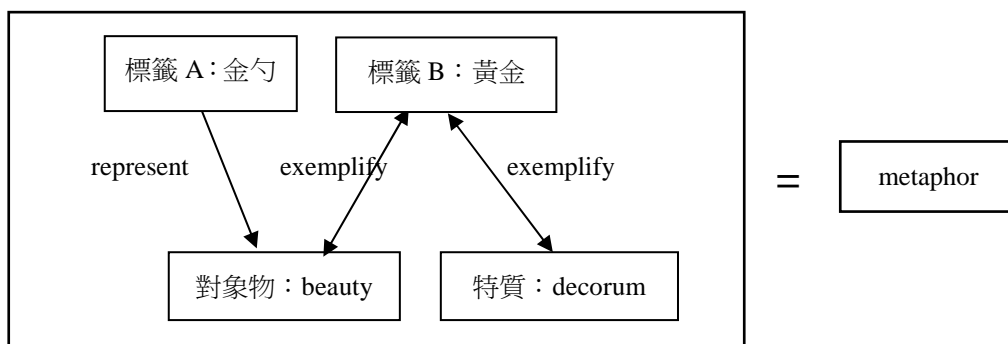 標籤 A：金勺
標籤 B：黃金
represent
exemplify
exemplify
=
metaphor
對象物：beauty
特質：decorum